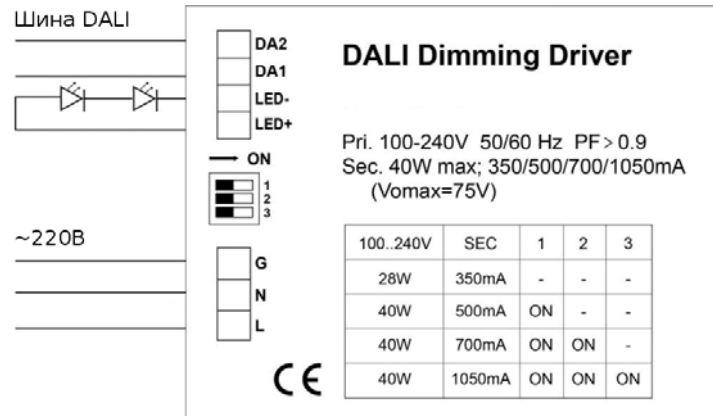 Шина DALI
DA2
DA1
LED-
LED+
ON
1
2
3
~220В
G
N
L
CE
DALI Dimming Driver
Pri. 100-240V 50/60 Hz PF>0.9
Sec. 40W max; 350/500/700/1050mA
(Vomax=75V)
100..240V SEC 1 2 3
28W 350mA - - -
40W 500mA ON - -
40W 700mA ON ON -
40W 1050mA ON ON ON